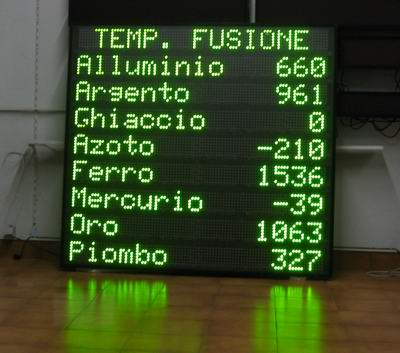 TEMP. FUSIONE
Alluminio 660
Argento 961
Ghiaccio 0
Azoto -210
Ferro 1536
Mercurio -39
Oro 1063
Piombo 327